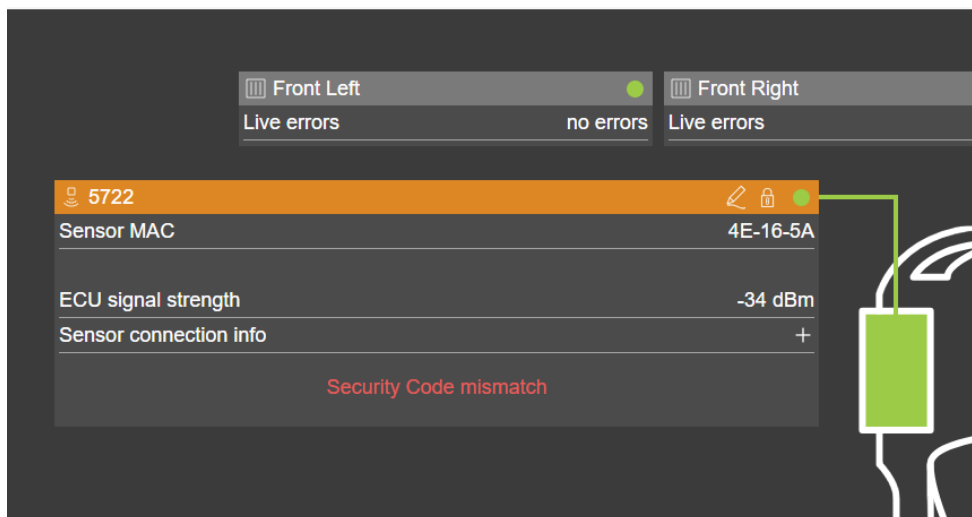 Front Left
Front Right
Live errors no errors
Live errors
5722
Sensor MAC 4E-16-5A
ECU signal strength -34 dBm
Sensor connection info +
Security Code mismatch